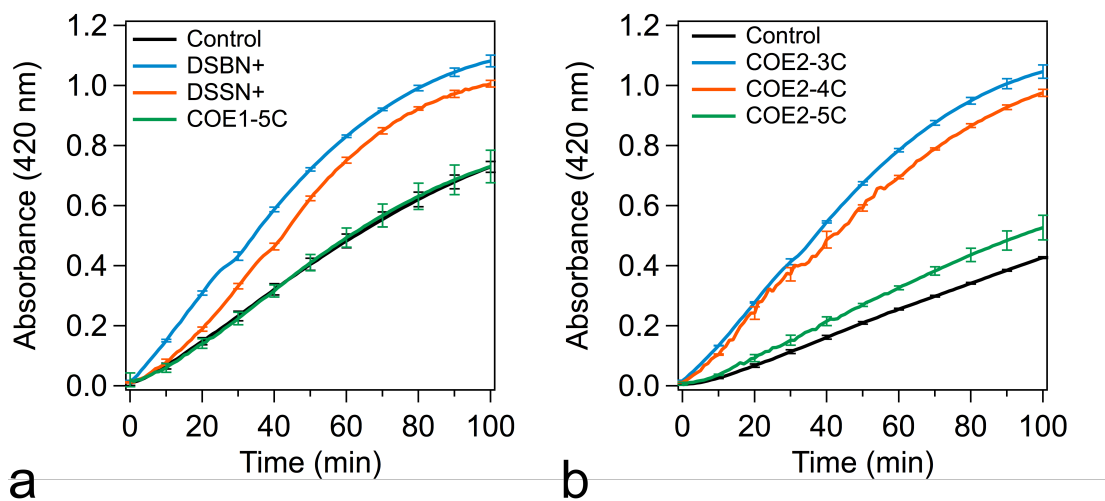 1.2
1.0
0.8
0.6
0.4
0.2
0.0
Absorbance (420 nm)
Control
DSBN+
DSSN+
COE1-5C
0 20 40 60 80 100
Time (min)
a
1.2
1.0
0.8
0.6
0.4
0.2
0.0
Absorbance (420 nm)
Control
COE2-3C
COE2-4C
COE2-5C
0 20 40 60 80 100
Time (min)
b